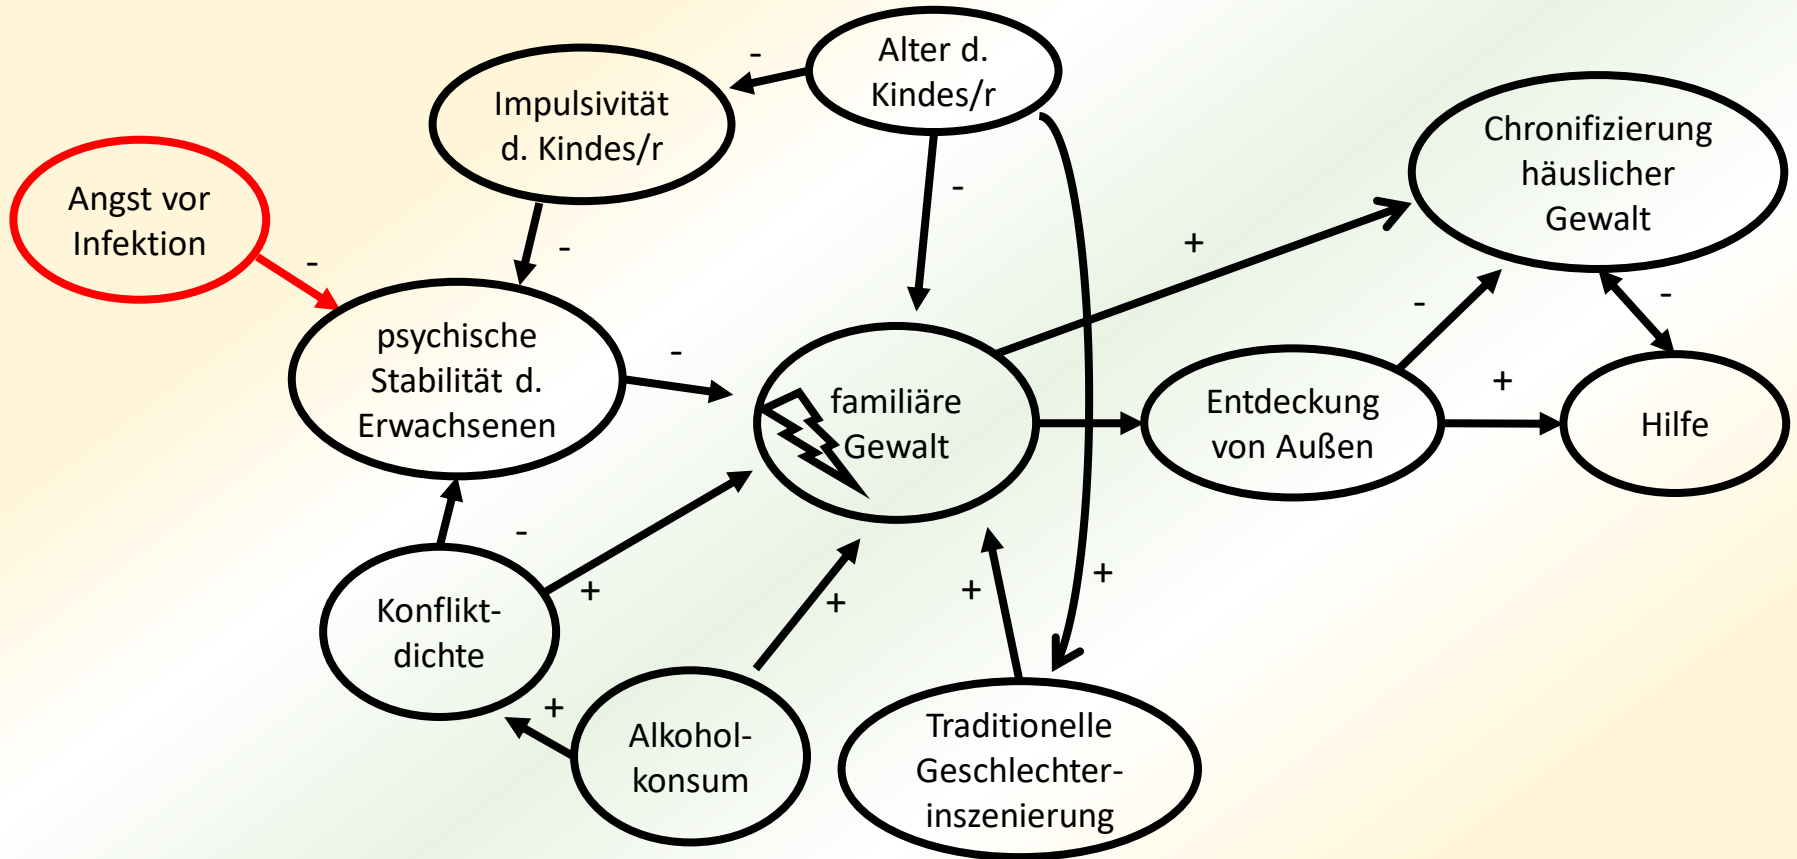 Alter d.
Kindes/r
-
Impulsivität
d. Kindes/r
Chronifizierung
häuslicher
Gewalt
Angst vor
Infektion
-
-
-
+
-
-
psychische
Stabilität d.
Erwachsenen
-
familiäre
Gewalt
Entdeckung
von Außen
+
Hilfe
-
+
Konflikt-
dichte
+
+
+
+
Alkohol-
konsum
Traditionelle
Geschlechter-
inszenierung